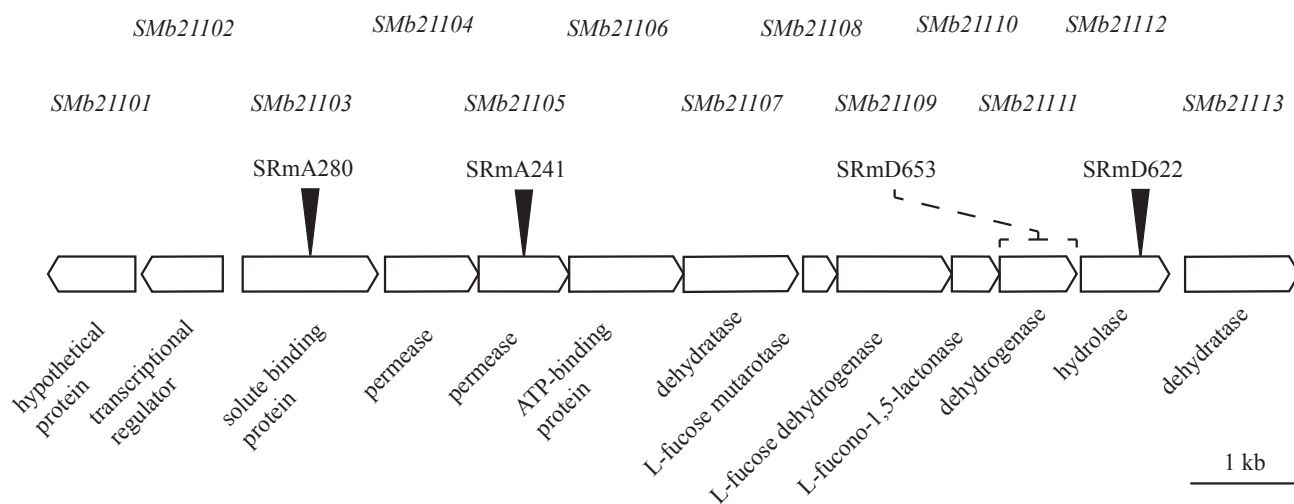 SMb21102
SMb21104
SMb21106
SMb21108
SMb21110
SMb21112
SMb21101
SMb21103
SMb21105
SMb21107
SMb21109
SMb21111
SMb21113
SRmA280
SRmA241
SRmD653
SRmD622
hypothetical
protein
transcriptional
regulator
solute binding
protein
permease
permease
ATP-binding
protein
dehydratase
L-fucose mutarotase
L-fucose dehydrogenase
L-fucono-1,5-lactonase
dehydrogenase
hydrolase
dehydratase
1 kb